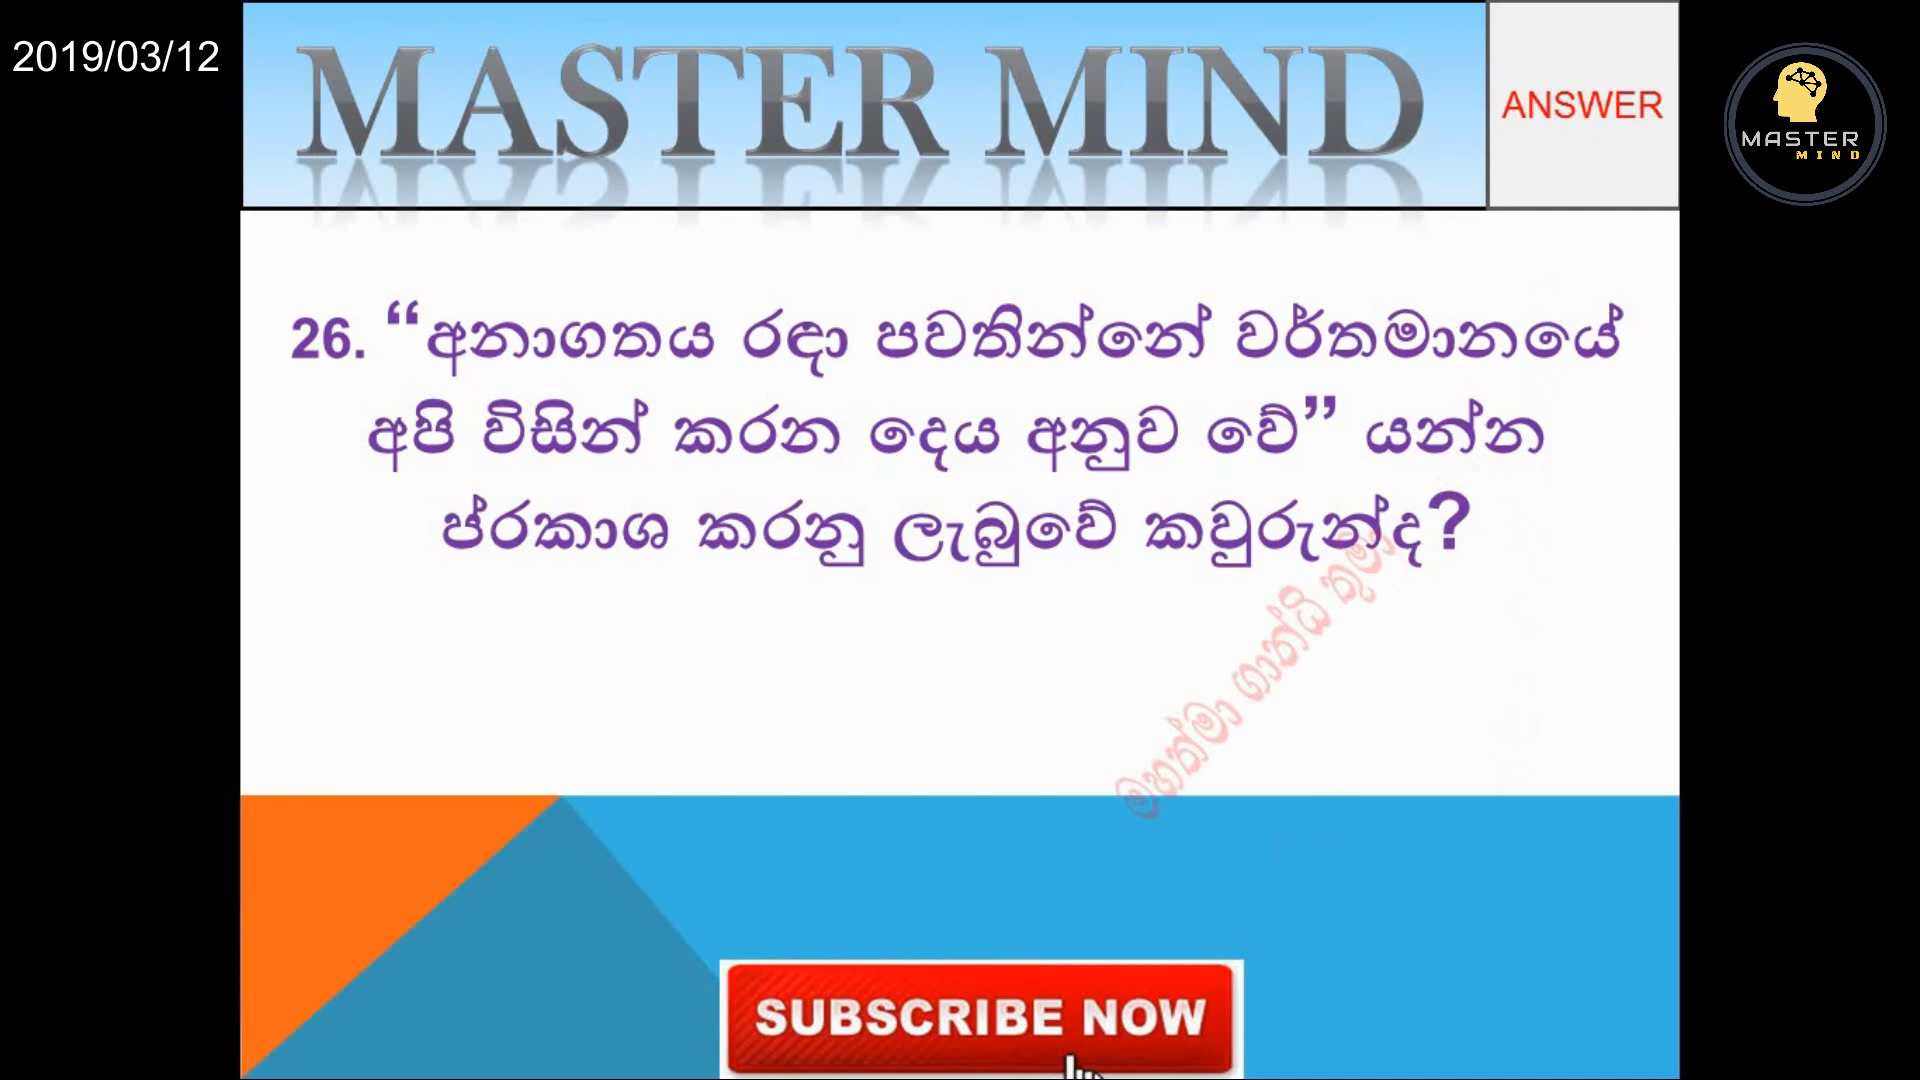 2019/03/12
MASTER MIND
ANSWER
MASTER
MIND
26. “අනාගතය රඳා පවතින්නේ වර්තමානයේ
අපි විසින් කරන දෙය අනුව වේ” යන්න
ප්රකාශ කරනු ලැබුවේ කවුරුන්ද?
මහත්මා ගාන්ධි තුමා
SUBSCRIBE NOW